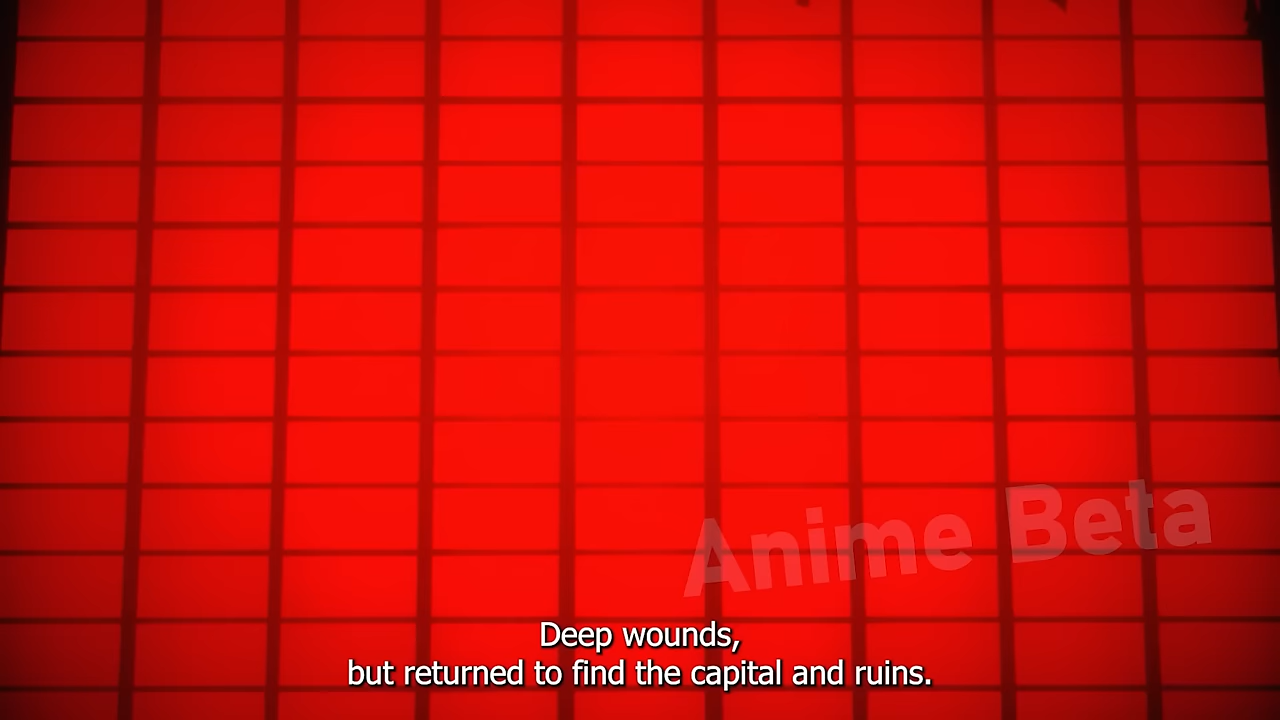 Anime Beta
Deep wounds,
but returned to find the capital and ruins.